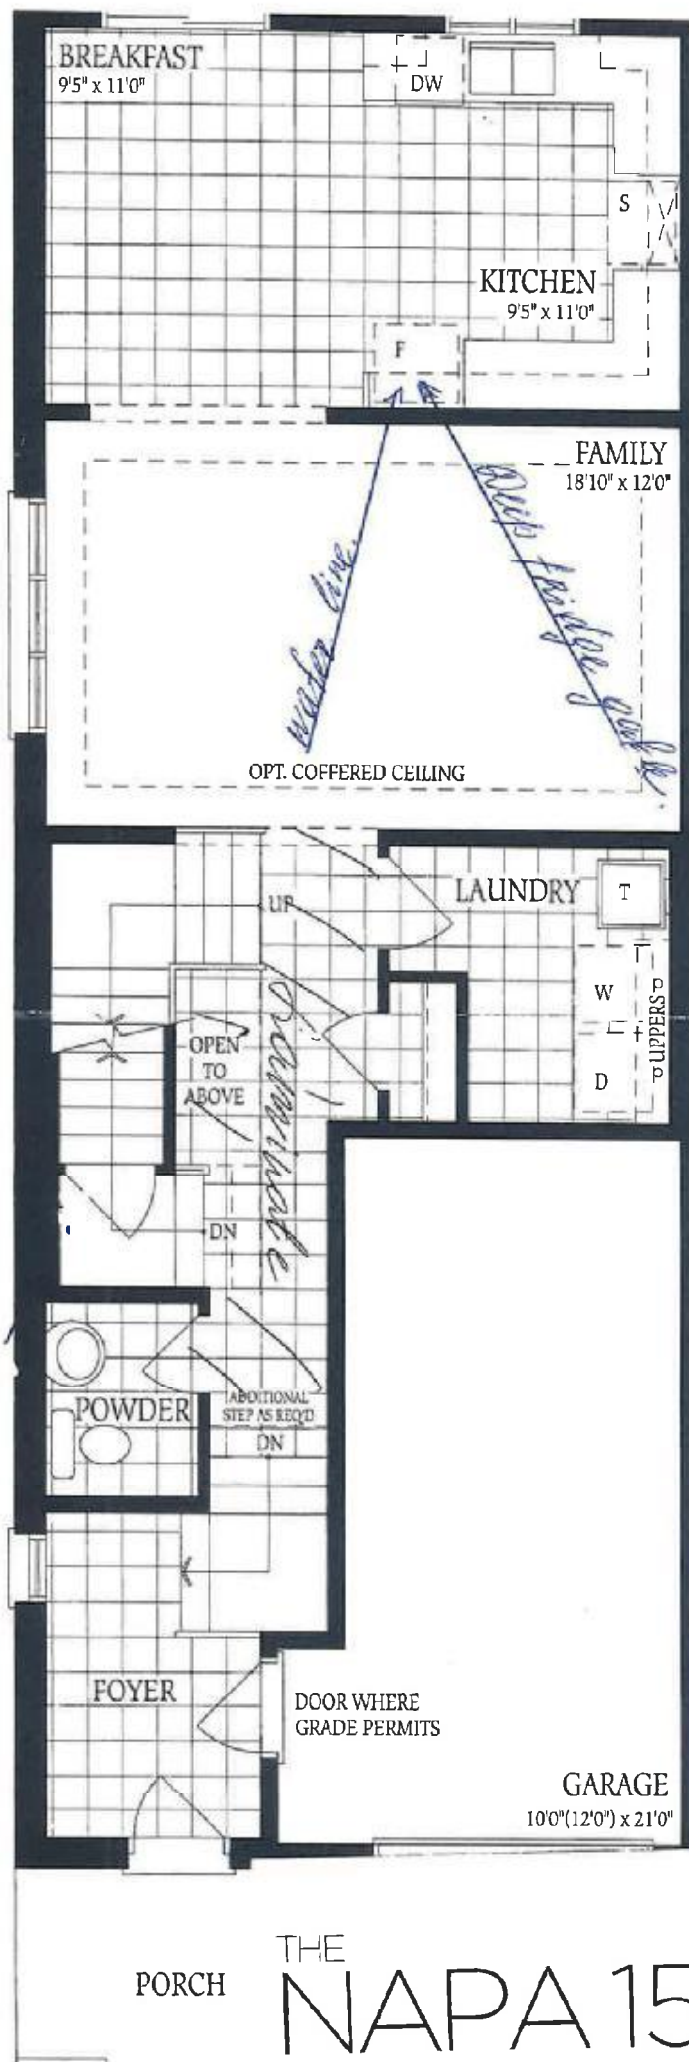 BREAKFAST
9'5" x 11'0"
DW
S
KITCHEN
9'5" x 11'0"
F
FAMILY
18'10" x 12'0"
water line
Deep fridge gable.
OPT. COFFERED CEILING
UP
LAUNDRY
T
W
D
UPPERS
OPEN
TO
ABOVE
laminate
DN
POWDER
ADDITIONAL
STEP AS REQ'D
DN
FOYER
DOOR WHERE
GRADE PERMITS
GARAGE
10'0"(12'0") x 21'0"
PORCH
THE
NAPA 15